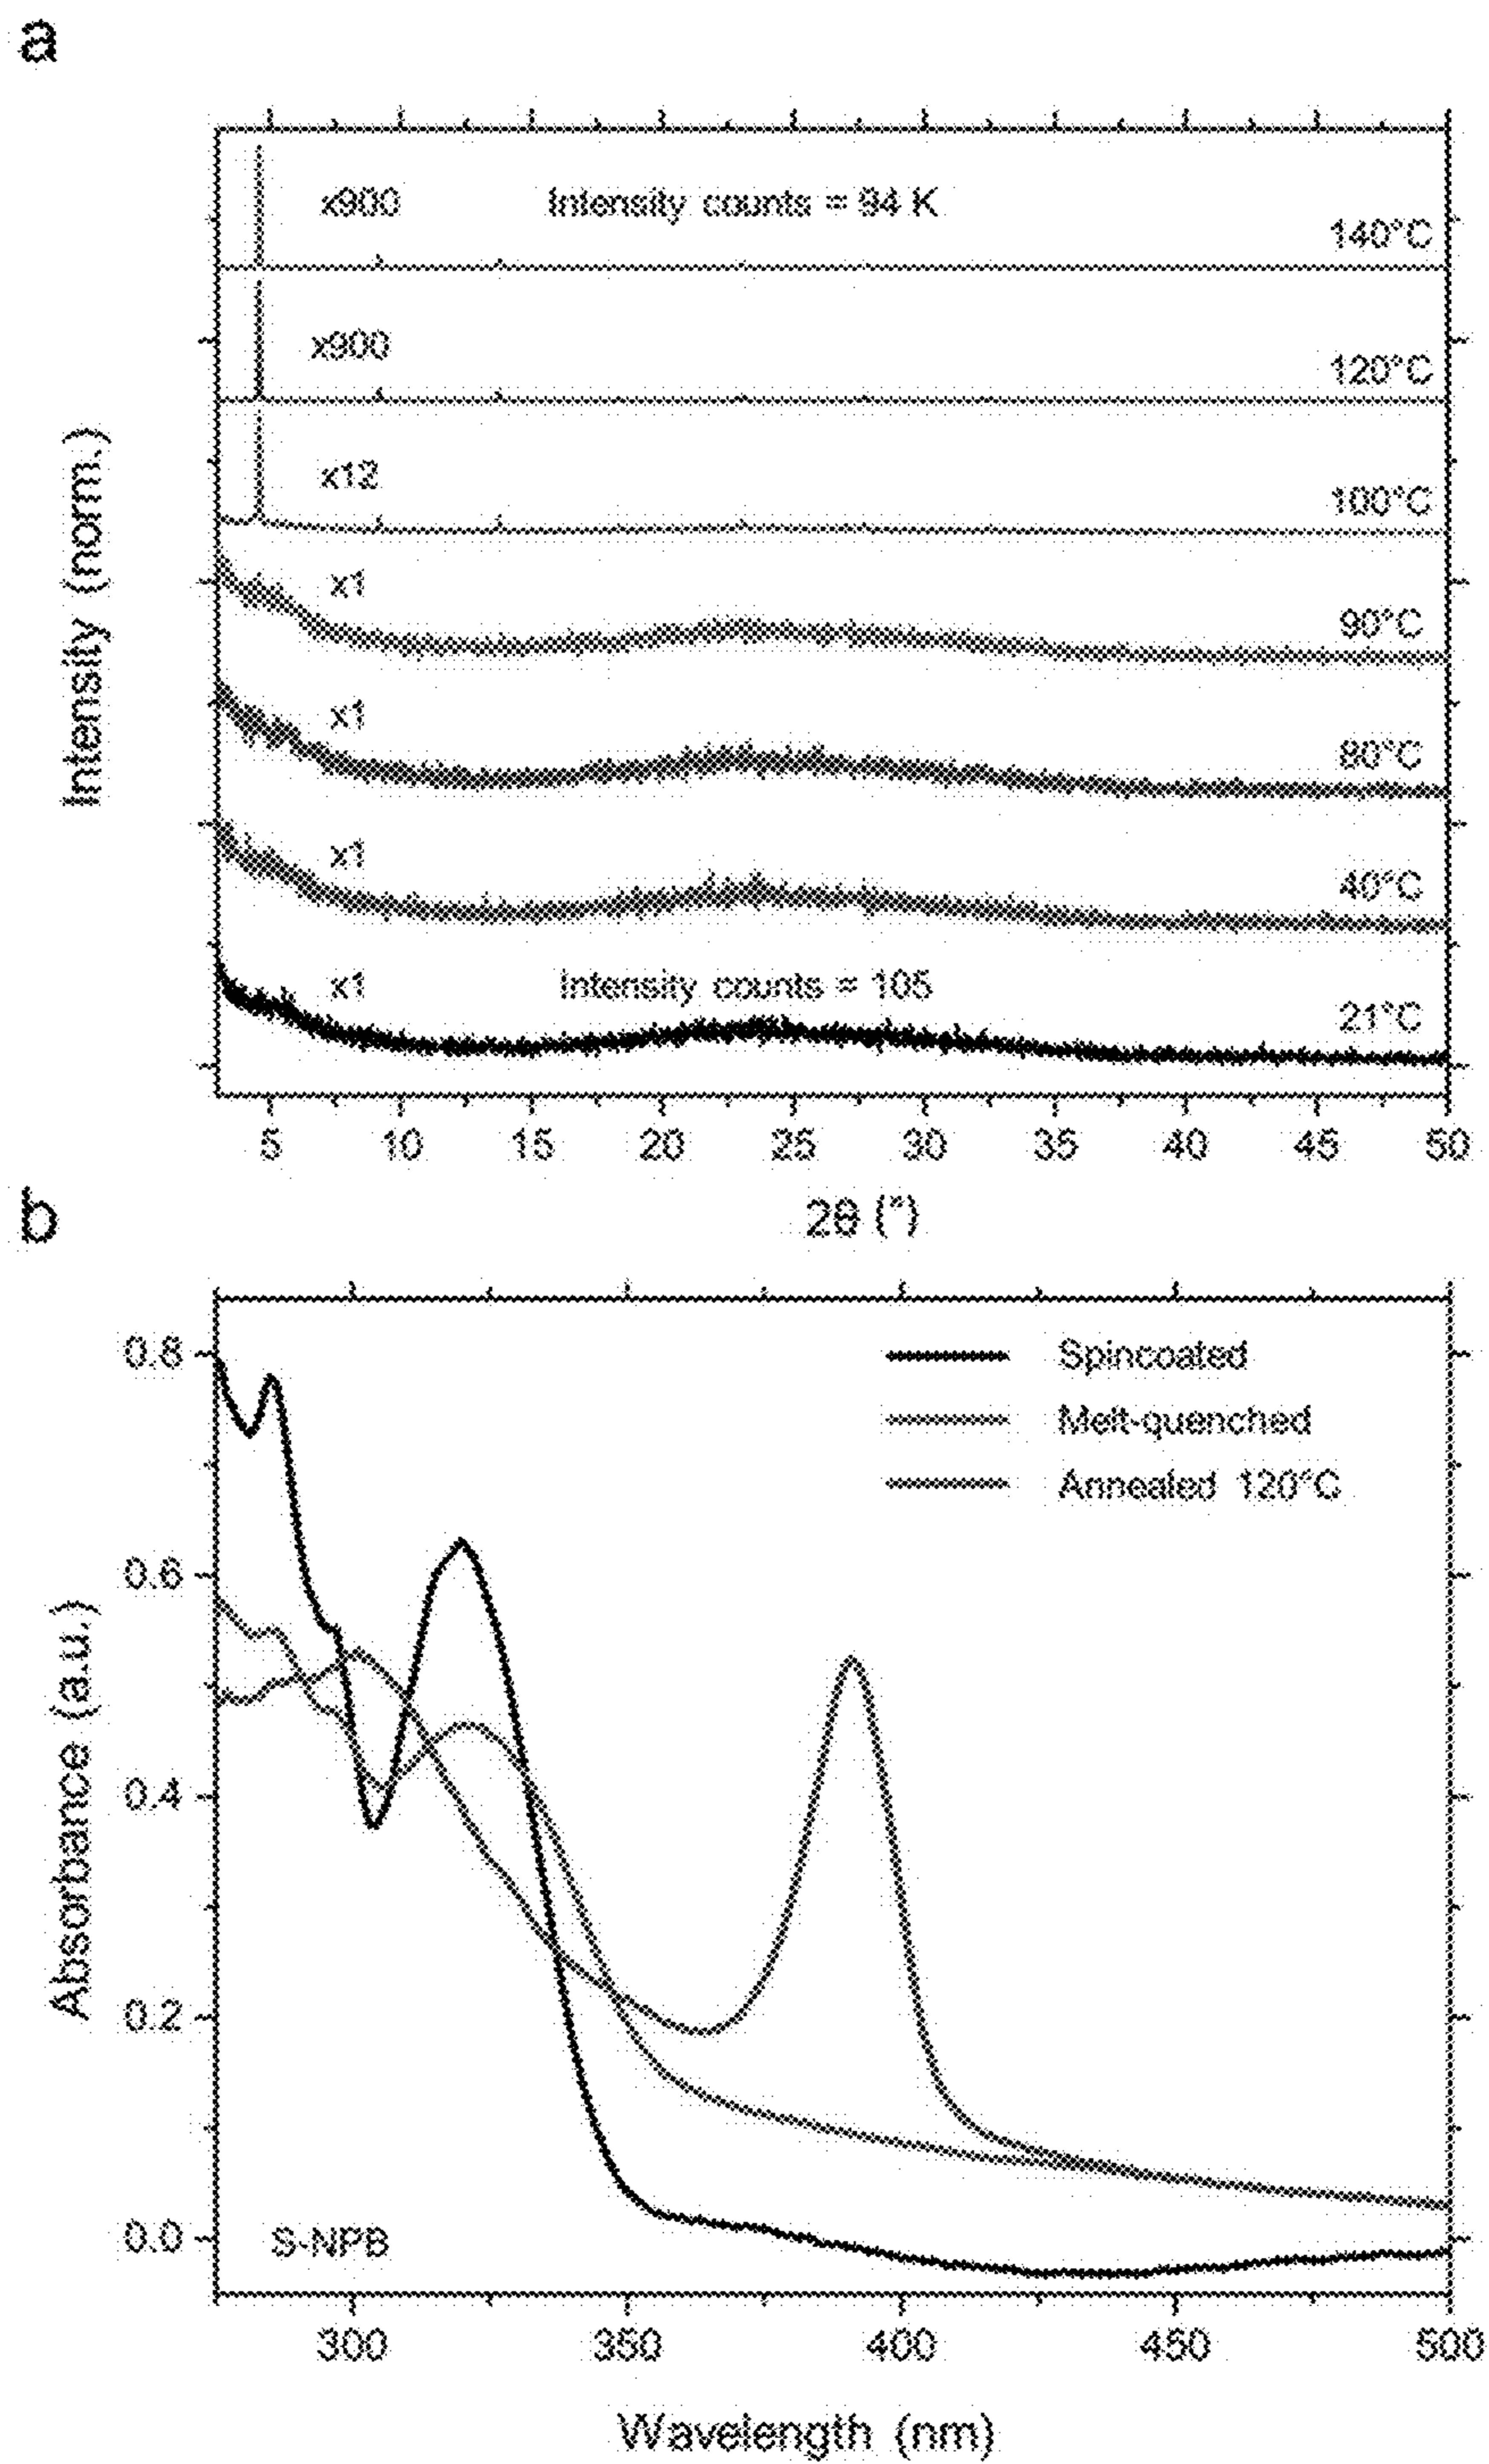 a
x900 Intensity counts = 94 K
140°C
x900
120°C
x12
100°C
x1
90°C
x1
80°C
x1
40°C
x1 Intensity counts = 105
21°C
Intensity (norm.)
5 10 15 20 25 30 35 40 45 50
2θ (°)
b
Spincoated
Melt-quenched
Annealed 120°C
0.8
0.6
0.4
0.2
0.0
Absorbance (a.u.)
S-NPB
300 350 400 450 500
Wavelength (nm)